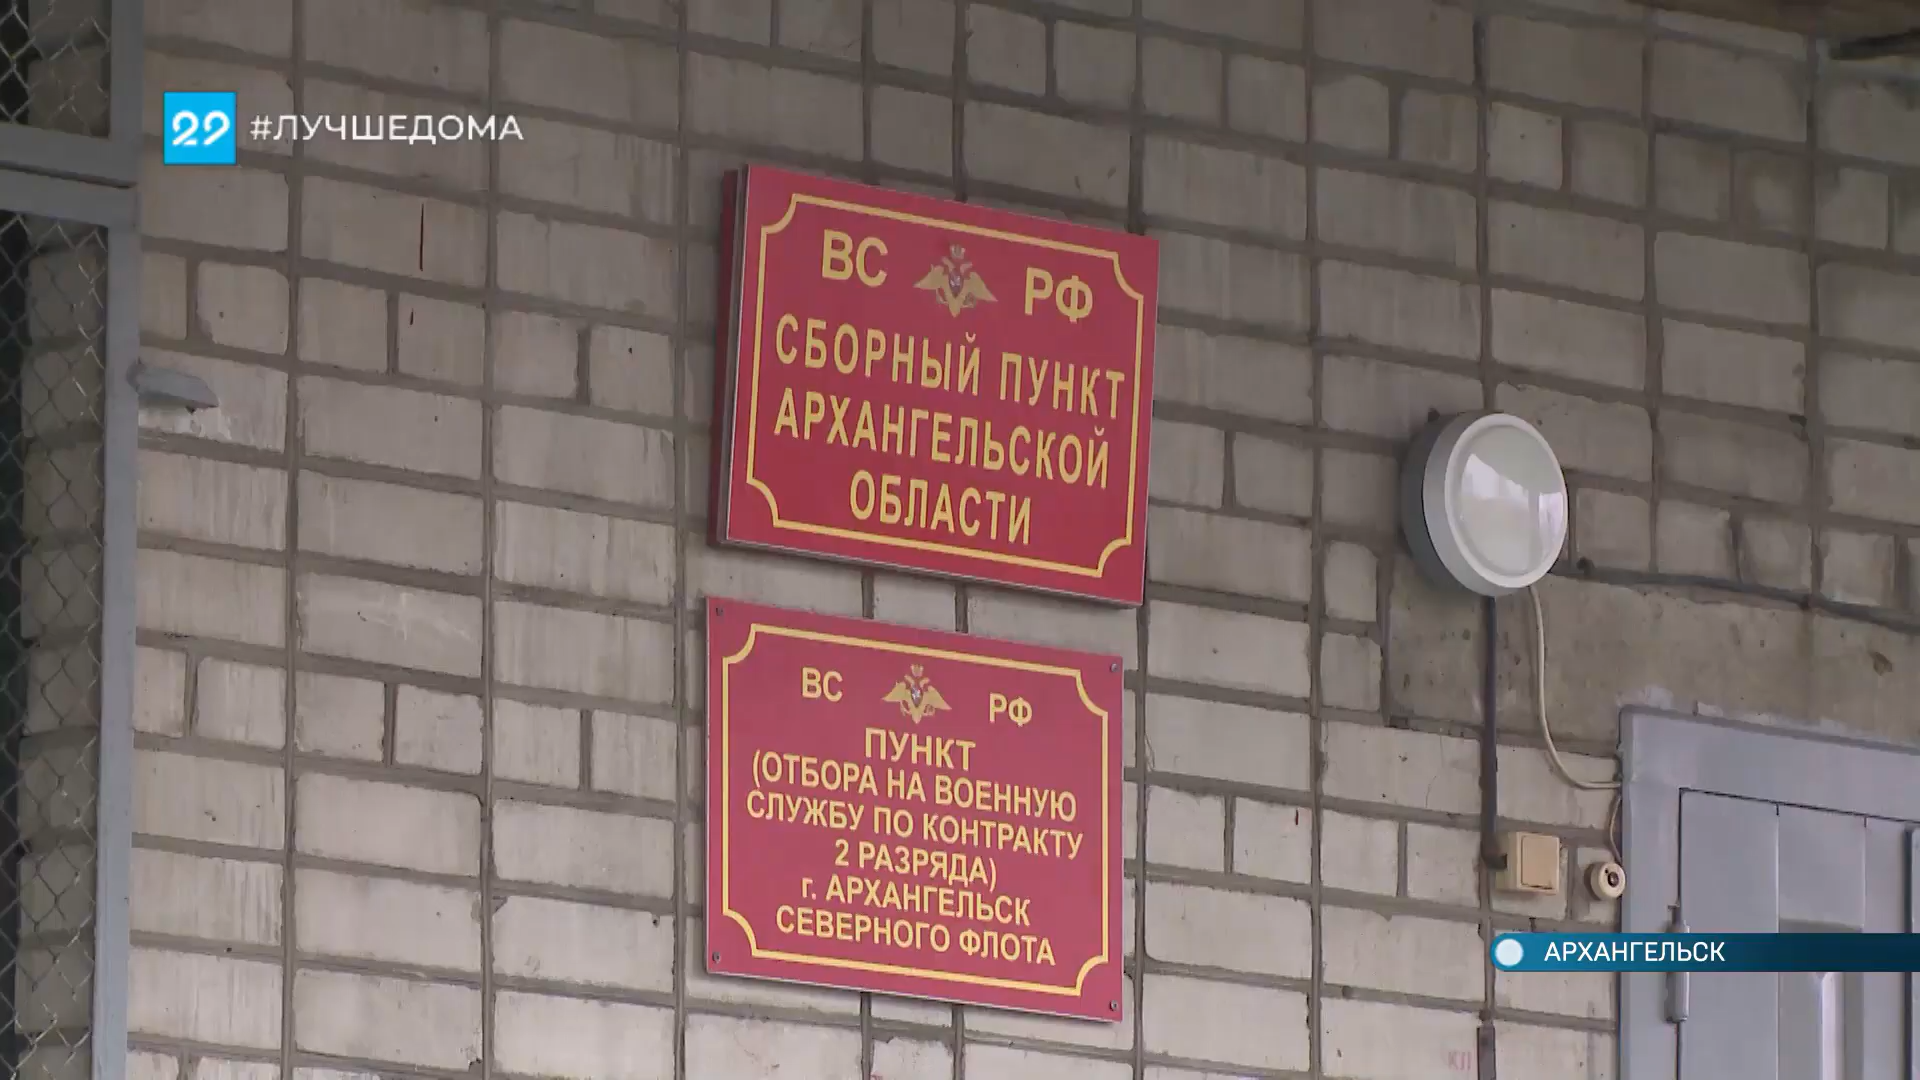 29 #ЛУЧШЕДОМА
ВС РФ
СБОРНЫЙ ПУНКТ
АРХАНГЕЛЬСКОЙ
ОБЛАСТИ
ВС РФ
ПУНКТ
(ОТБОРА НА ВОЕННУЮ
СЛУЖБУ ПО КОНТРАКТУ
2 РАЗРЯДА)
г. АРХАНГЕЛЬСК
СЕВЕРНОГО ФЛОТА
АРХАНГЕЛЬСК